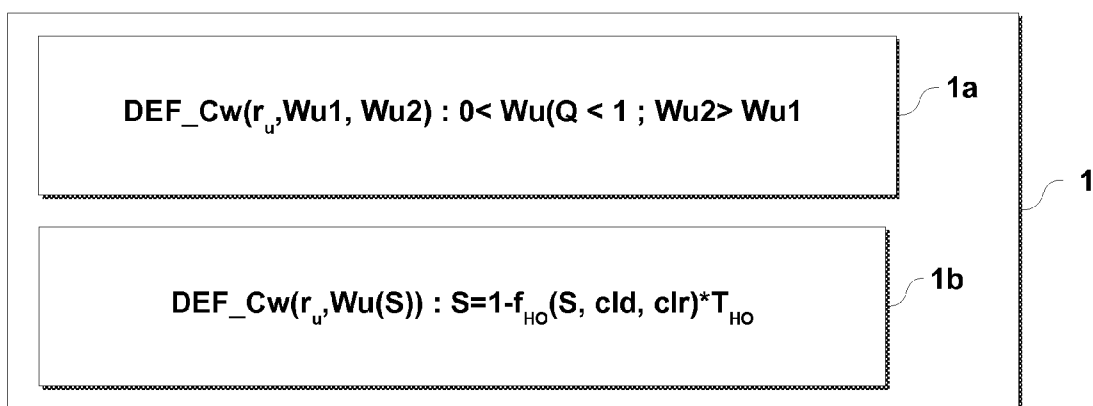 DEF_Cw(r_u,Wu1, Wu2) : 0< Wu(Q < 1 ; Wu2> Wu1
1a
1
DEF_Cw(r_u,Wu(S)) : S=1-f_HO(S, cld, clr)*T_HO
1b